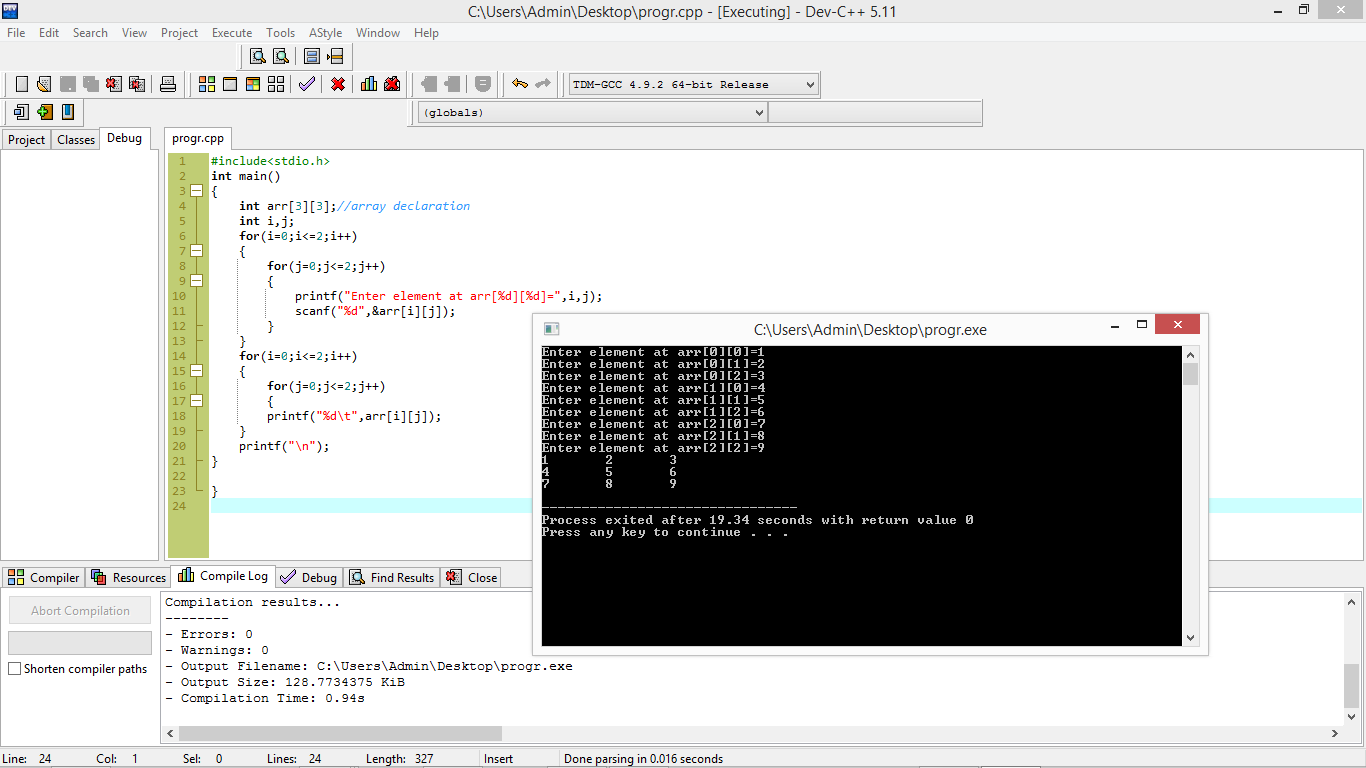 C:\Users\Admin\Desktop\progr.cpp - [Executing] - Dev-C++ 5.11
File Edit Search View Project Execute Tools AStyle Window Help
TDM-GCC 4.9.2 64-bit Release
(globals)
Project Classes Debug
progr.cpp
1 #include<stdio.h>
2 int main()
3 {
4 int arr[3][3];//array declaration
5 int i,j;
6 for(i=0;i<=2;i++)
7 {
8 for(j=0;j<=2;j++)
9 {
10 printf("Enter element at arr[%d][%d]=",i,j);
11 scanf("%d",&arr[i][j]);
12 }
13 }
14 for(i=0;i<=2;i++)
15 {
16 for(j=0;j<=2;j++)
17 {
18 printf("%d\t",arr[i][j]);
19 }
20 printf("\n");
21 }
22
23 }
24
C:\Users\Admin\Desktop\progr.exe
Enter element at arr[0][0]=1
Enter element at arr[0][1]=2
Enter element at arr[0][2]=3
Enter element at arr[1][0]=4
Enter element at arr[1][1]=5
Enter element at arr[1][2]=6
Enter element at arr[2][0]=7
Enter element at arr[2][1]=8
Enter element at arr[2][2]=9
1 2 3
4 5 6
7 8 9
--------------------------------
Process exited after 19.34 seconds with return value 0
Press any key to continue . . .
Compiler Resources Compile Log Debug Find Results Close
Abort Compilation
Shorten compiler paths
Compilation results...
--------
- Errors: 0
- Warnings: 0
- Output Filename: C:\Users\Admin\Desktop\progr.exe
- Output Size: 128.7734375 KiB
- Compilation Time: 0.94s
Line: 24 Col: 1 Sel: 0 Lines: 24 Length: 327 Insert Done parsing in 0.016 seconds